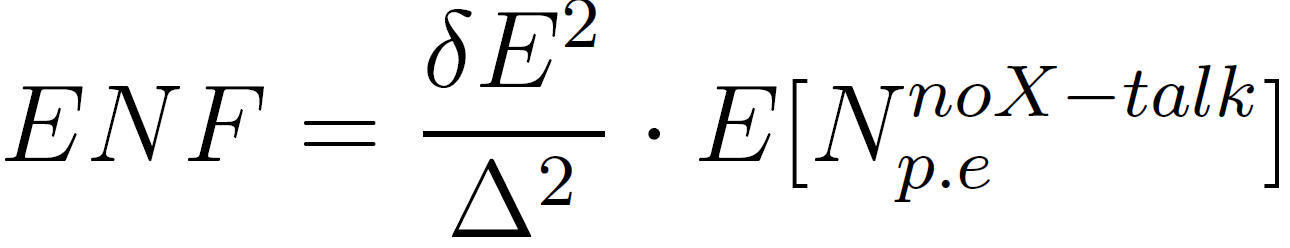 ENF = \frac{\delta E^2}{\Delta^2} \cdot E[N_{p.e}^{noX-talk}]